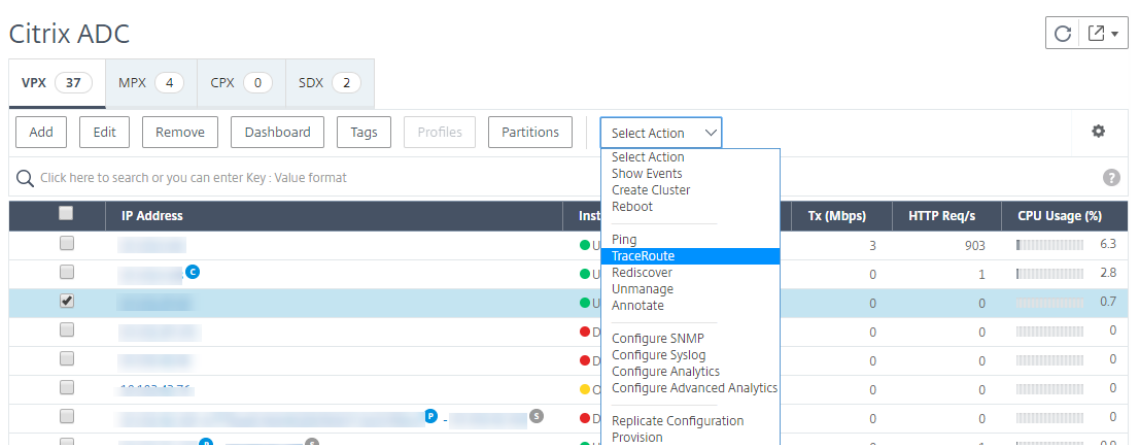 Citrix ADC
VPX 37 MPX 4 CPX 0 SDX 2
Add Edit Remove Dashboard Tags Profiles Partitions Select Action
Click here to search or you can enter Key : Value format ?
Select Action
Show Events
Create Cluster
Reboot
Ping
TraceRoute
Rediscover
Unmanage
Annotate
Configure SNMP
Configure Syslog
Configure Analytics
Configure Advanced Analytics
Replicate Configuration
Provision
IP Address Inst Tx (Mbps) HTTP Req/s CPU Usage (%)
U 3 903 6.3
C U 0 1 2.8
U 0 0 0.7
D 0 0 0
D 0 0 0
O 0 0 0
P - S D 0 0 0